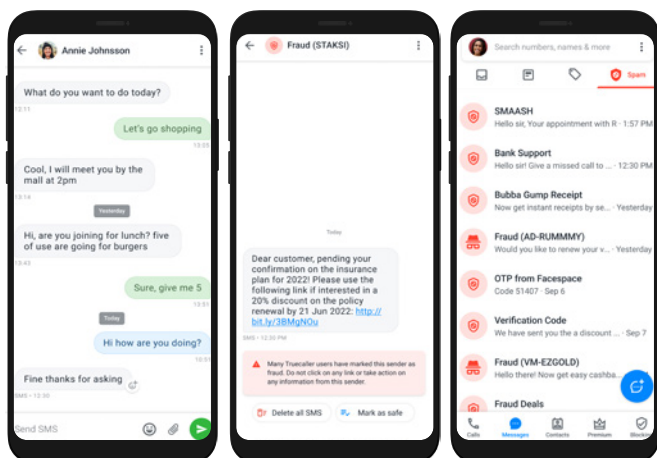 Annie Johnsson
What do you want to do today?
13:11
Let's go shopping
13:05
Cool, I will meet you by the
mall at 2pm
13:14
Yesterday
Hi, are you joining for lunch? five
of use are going for burgers
13:43
Sure, give me 5
13:51
Today
Hi how are you doing?
10:51
Fine thanks for asking
SMS • 12:30
Send SMS
Fraud (STAKSI)
Today
Dear customer, pending your
confirmation on the insurance
plan for 2022! Please use the
following link if interested in a
20% discount on the policy
renewal by 21 Jun 2022: http://
bit.ly/3BMgNOu
SMS • 12:30 PM
Many Truecaller users have marked this sender as
fraud. Do not click on any link or take action on
any information from this sender.
Delete all SMS
Mark as safe
Search numbers, names & more
Spam
SMAASH
Hello sir, Your appointment with R · 1:57 PM
Bank Support
Hello sir! Give a missed call to ... · 12:30 PM
Bubba Gump Receipt
Now get instant receipts by se... · Yesterday
Fraud (AD-RUMMMY)
Would you like to renew your v... · Yesterday
OTP from Facespace
Code 51407 · Sep 6
Verification Code
We have sent you the a discount ... · Sep 7
Fraud (VM-EZGOLD)
Hello there! Now get easy cashba...
Fraud Deals
Calls
Messages
Contacts
Premium
Blocking